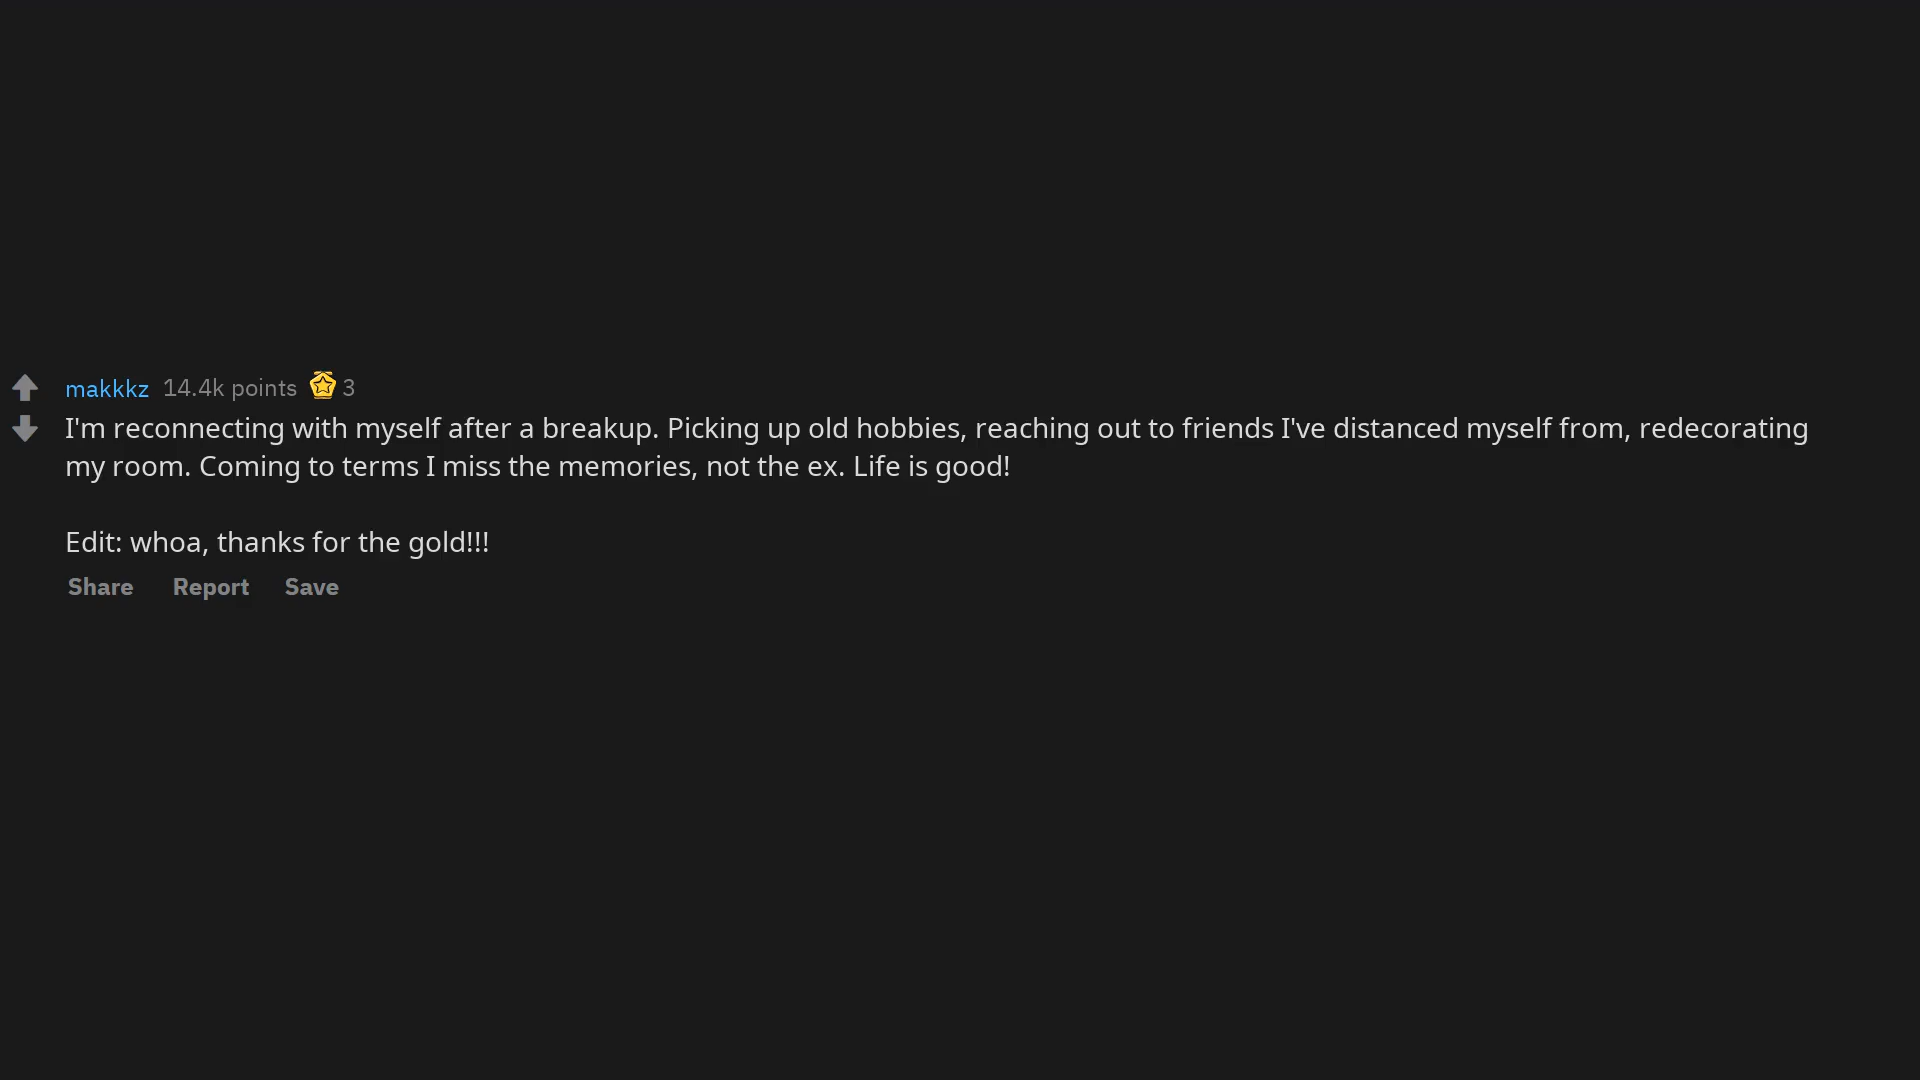 makkkz 14.4k points 3
I'm reconnecting with myself after a breakup. Picking up old hobbies, reaching out to friends I've distanced myself from, redecorating
my room. Coming to terms I miss the memories, not the ex. Life is good!
Edit: whoa, thanks for the gold!!!
Share Report Save